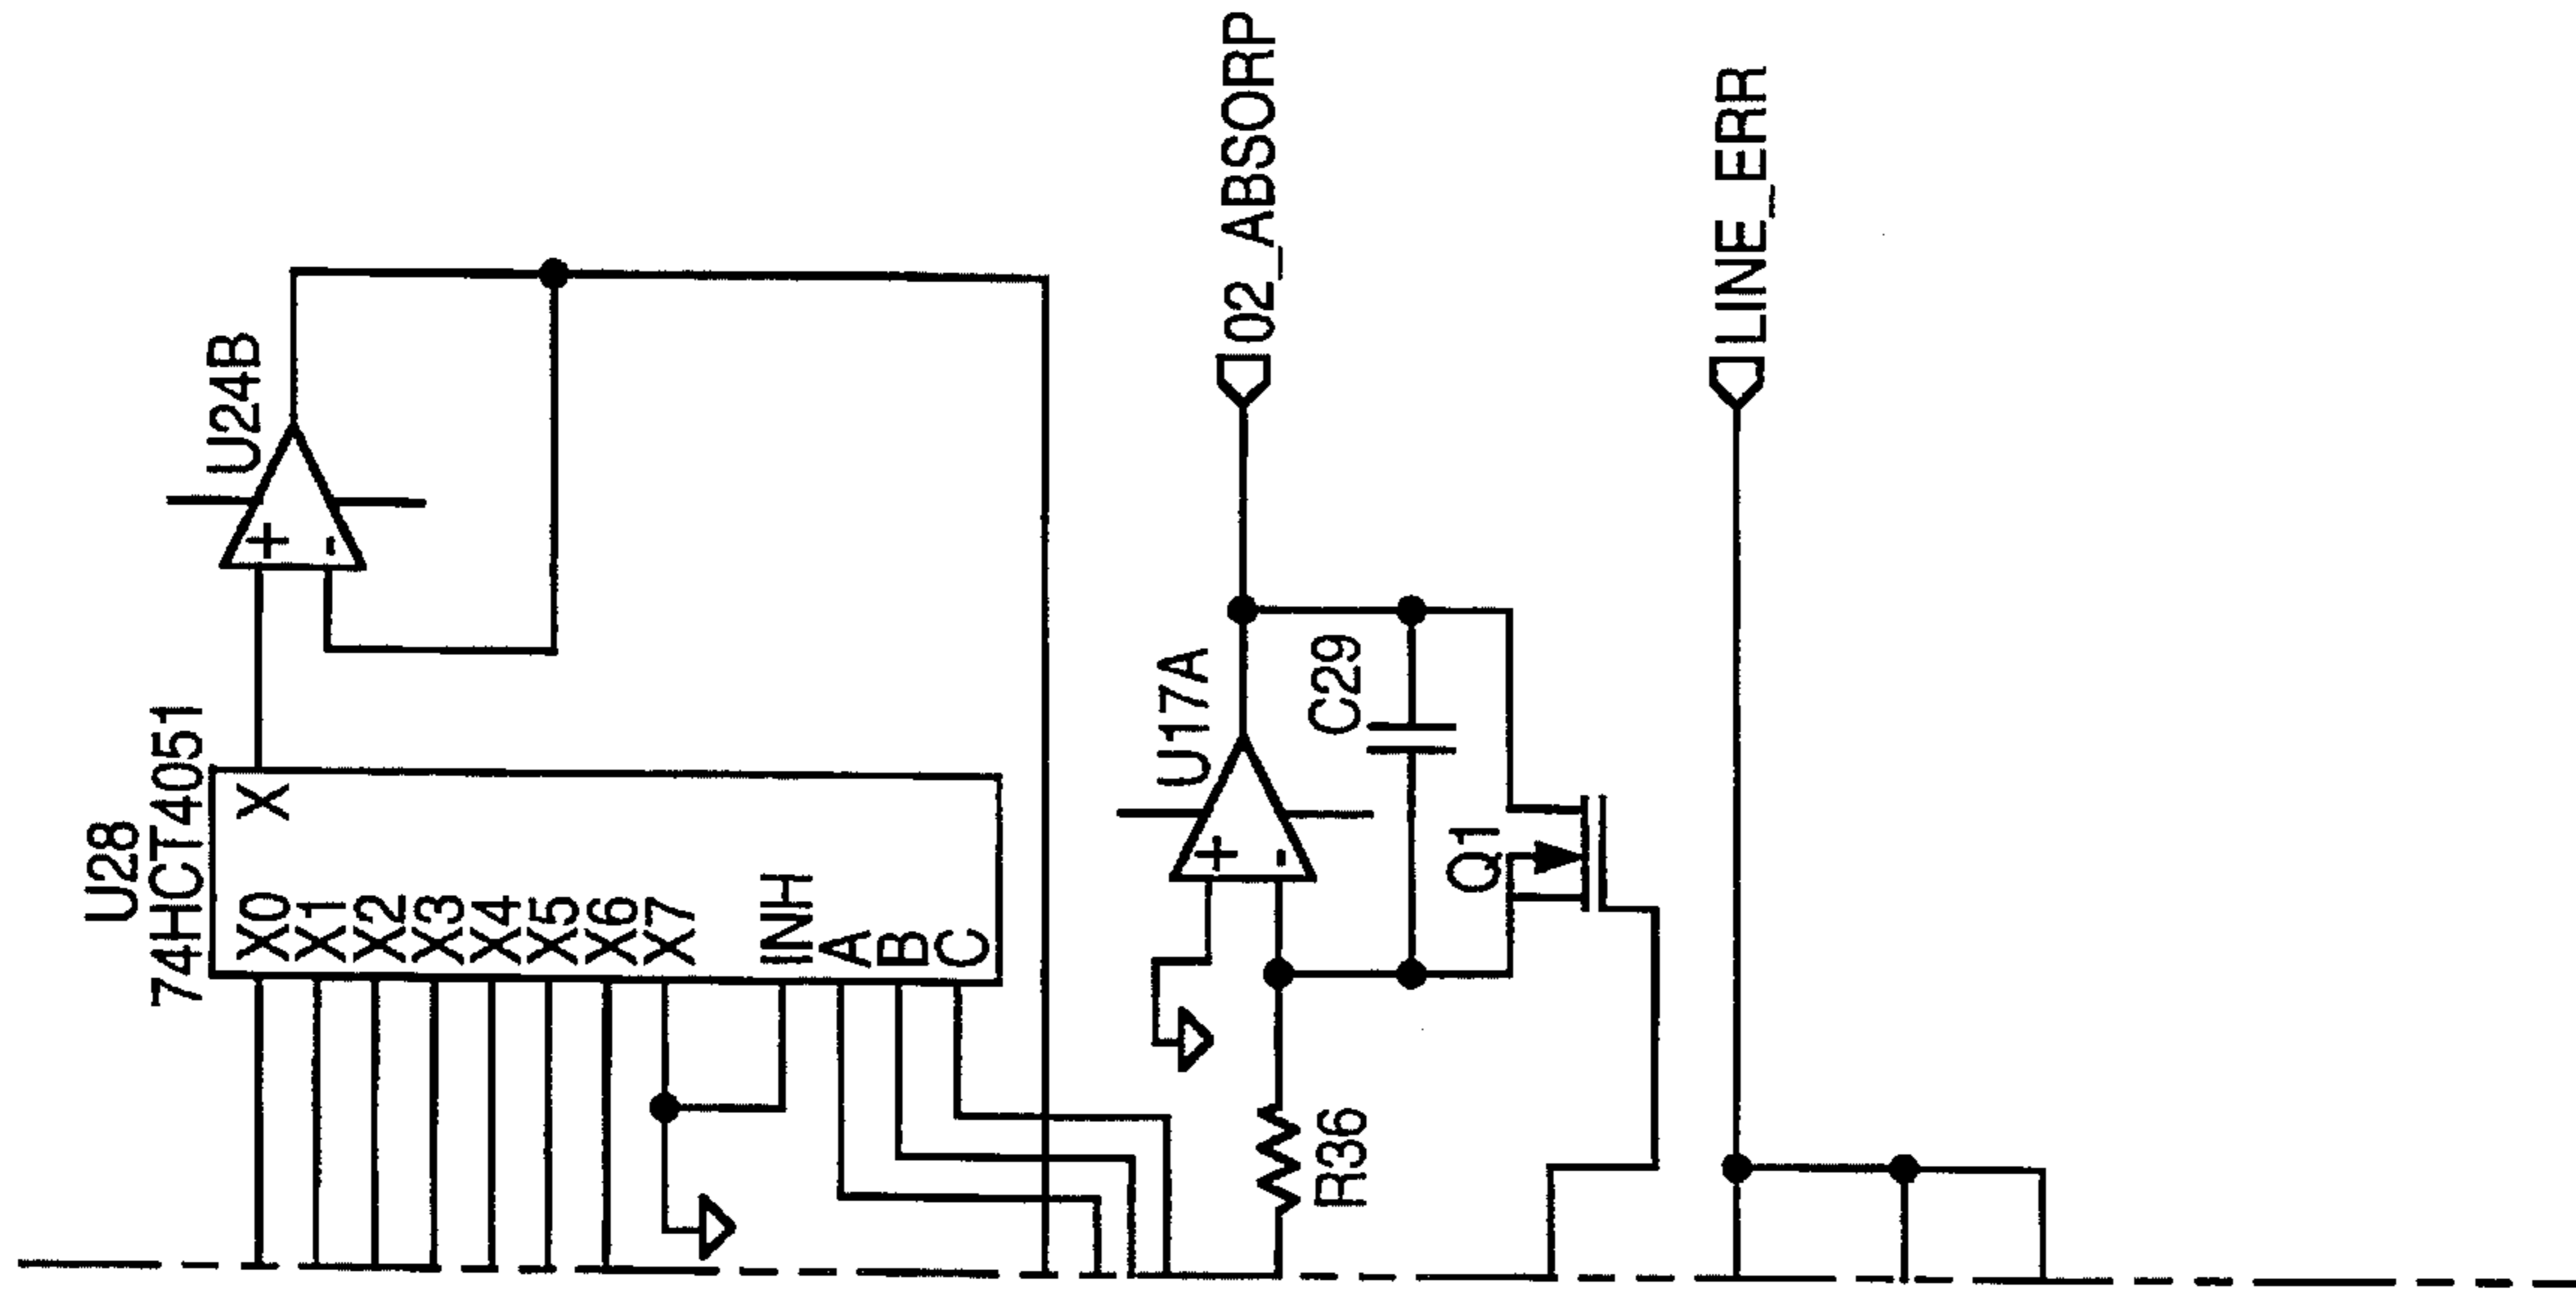 U28
74HCT4051
X0
X1
X2
X3
X4
X5
X6
X7
INH
A
B
C
X
+
-
U24B
+
-
U17A
C29
Q1
R36
02_ABSORP
LINE_ERR